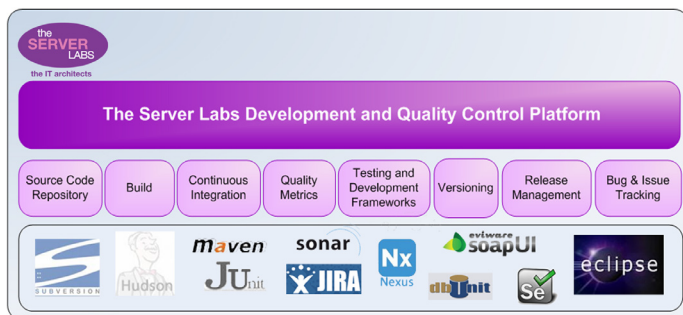 the
SERVER
LABS
the IT architects
The Server Labs Development and Quality Control Platform
Source Code
Repository
Build
Continuous
Integration
Quality
Metrics
Testing and
Development
Frameworks
Versioning
Release
Management
Bug & Issue
Tracking
SUBVERSION
Hudson
maven
JUnit
sonar
JIRA
Nx
Nexus
eviware
soapUI
dbUnit
Se
eclipse